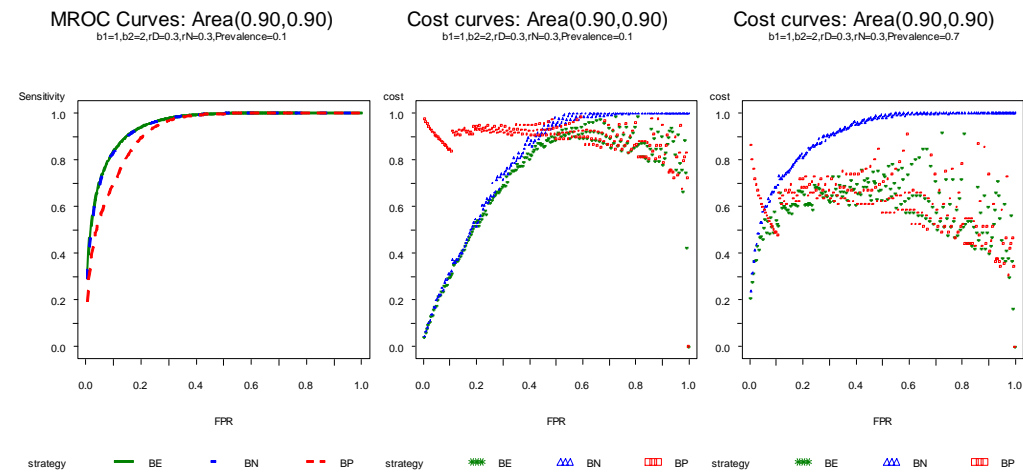 MROC Curves: Area(0.90,0.90)
b1=1,b2=2,rD=0.3,rN=0.3,Prevalence=0.1
Sensitivity
1.0
0.8
0.6
0.4
0.2
0.0
0.0 0.2 0.4 0.6 0.8 1.0
FPR
strategy BE BN BP
Cost curves: Area(0.90,0.90)
b1=1,b2=2,rD=0.3,rN=0.3,Prevalence=0.1
cost
1.0
0.8
0.6
0.4
0.2
0.0
0.0 0.2 0.4 0.6 0.8 1.0
FPR
strategy BE BN BP
Cost curves: Area(0.90,0.90)
b1=1,b2=2,rD=0.3,rN=0.3,Prevalence=0.7
cost
1.0
0.8
0.6
0.4
0.2
0.0
0.0 0.2 0.4 0.6 0.8 1.0
FPR
strategy BE BN BP